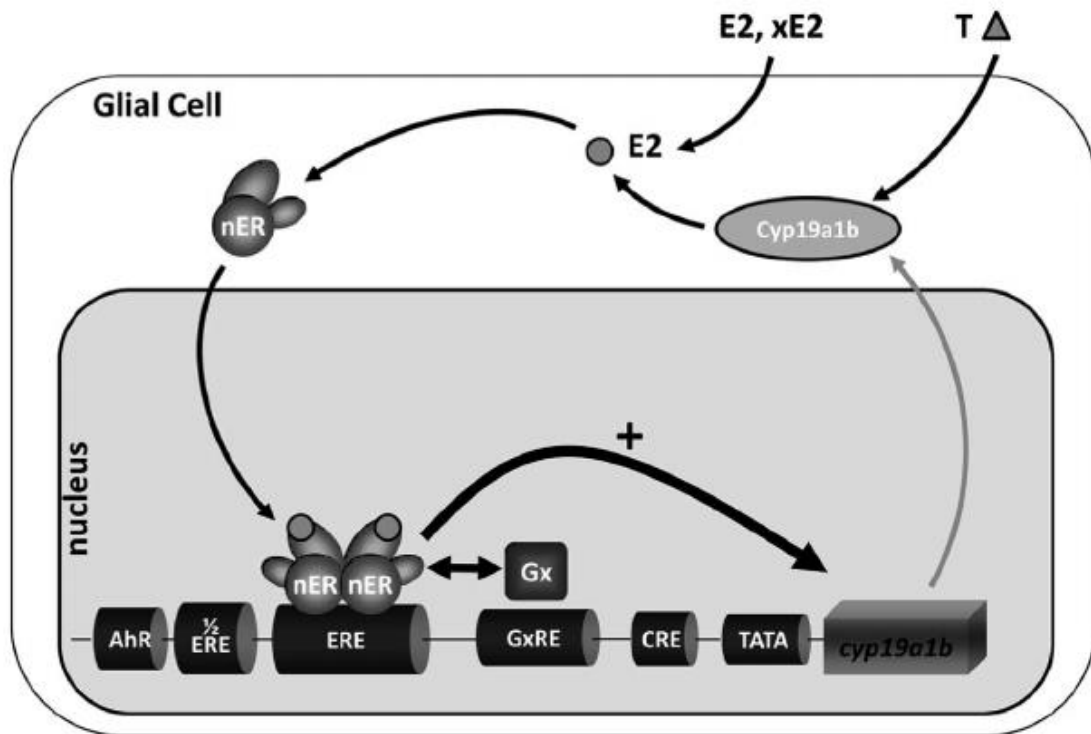 E2, xE2
T
Glial Cell
E2
nER
Cyp19a1b
nucleus
+
nER nER
Gx
AhR
½
ERE
ERE
GxRE
CRE
TATA
cyp19a1b